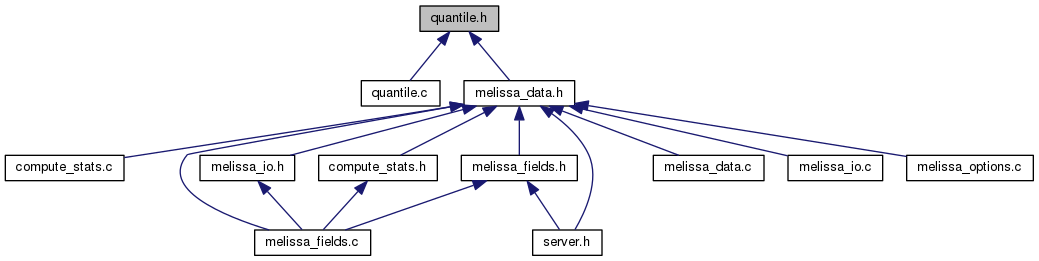 quantile.h
quantile.c
melissa_data.h
compute_stats.c
melissa_io.h
compute_stats.h
melissa_fields.h
melissa_data.c
melissa_io.c
melissa_options.c
melissa_fields.c
server.h